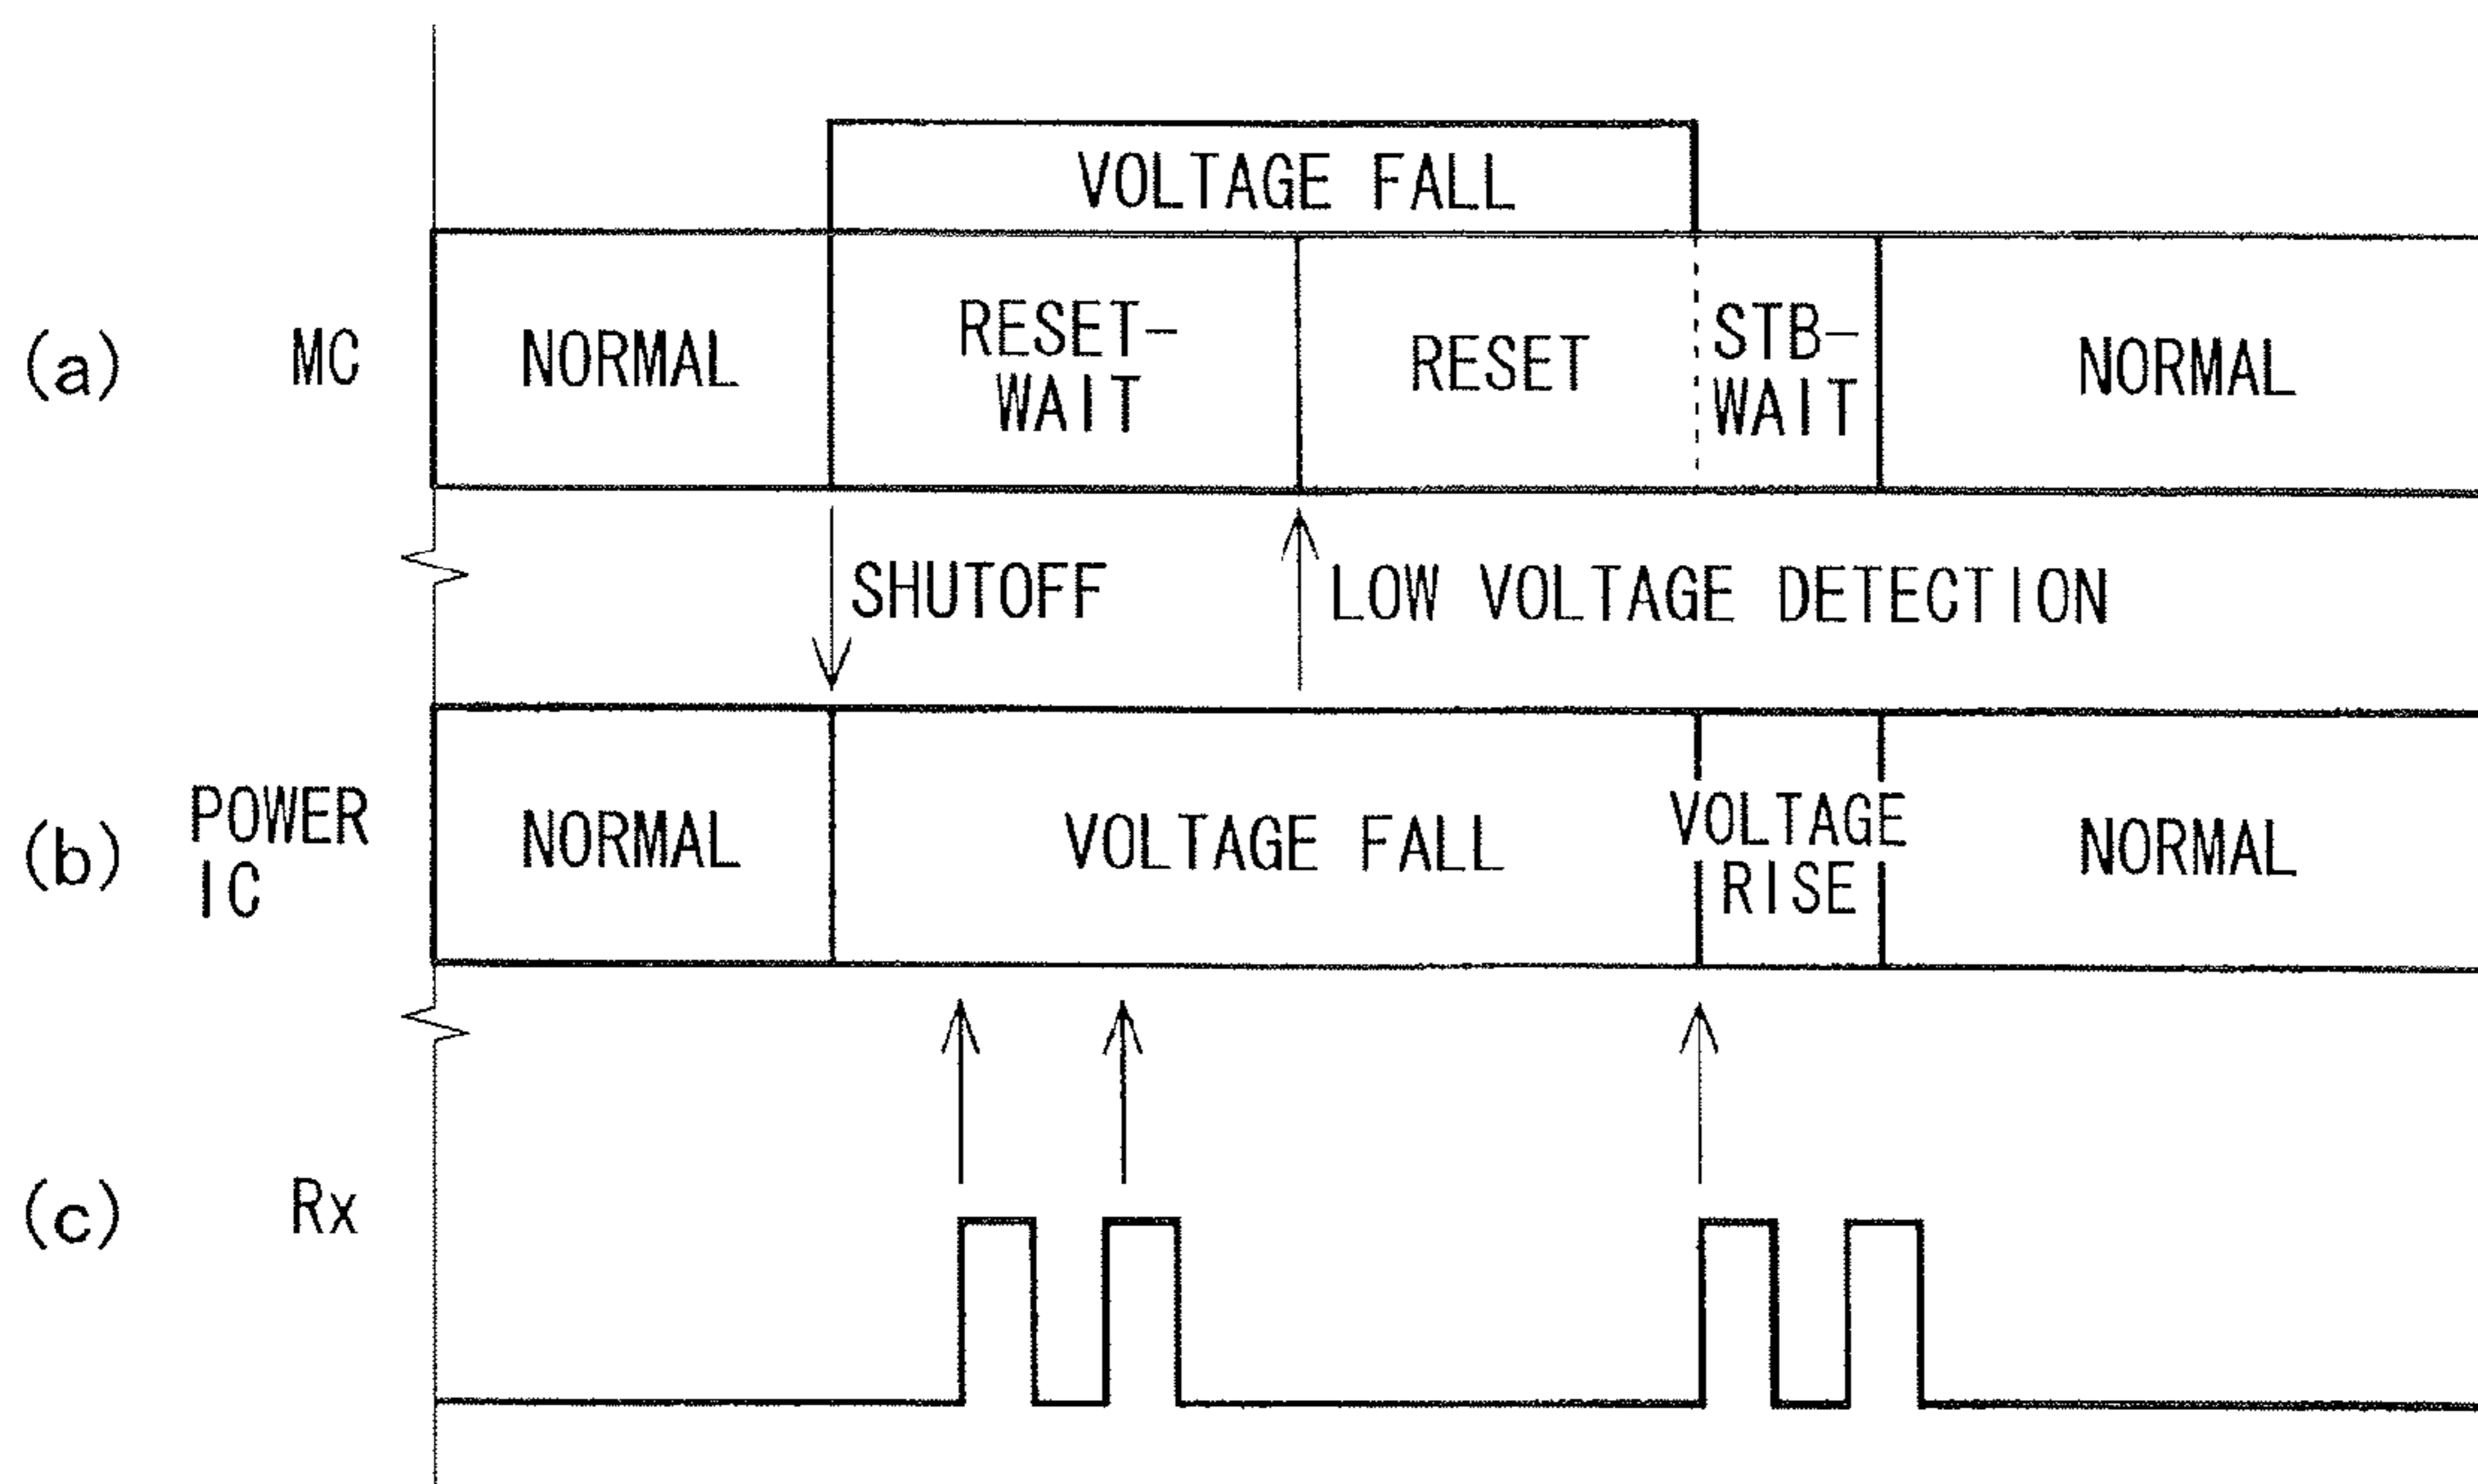 VOLTAGE FALL
(a)
MC
NORMAL
RESET-
WAIT
RESET
STB-
WAIT
NORMAL
SHUTOFF
LOW VOLTAGE DETECTION
(b)
POWER
IC
NORMAL
VOLTAGE FALL
VOLTAGE
RISE
NORMAL
(c)
Rx